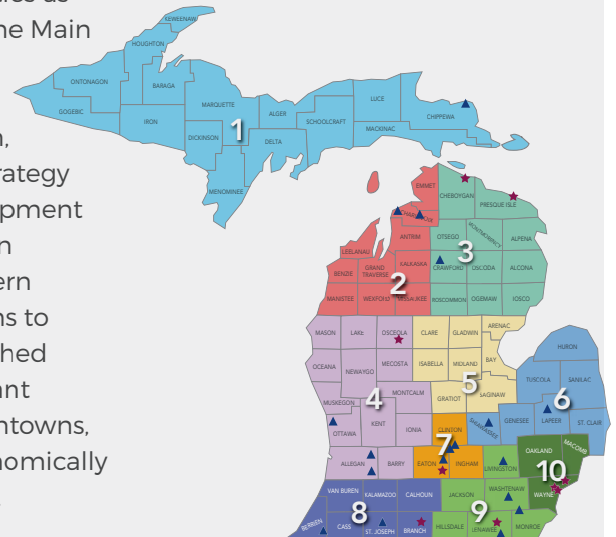 he Main
rategy
opment
n
ern
ns to
hed
ant
ntowns,
nomically
KEWEENAW
HOUGHTON
ONTONAGON
BARAGA
GOGEBIC
IRON
MARQUETTE
1
DICKINSON
MENOMINEE
ALGER
DELTA
SCHOOLCRAFT
LUCE
MACKINAC
CHIPPEWA
EMMET
CHEBOYGAN
PRESQUE ISLE
ANTRIM
OTSEGO
MONTMORENCY
ALPENA
3
LEELANAU
BENZIE
GRAND
TRAVERSE
KALKASKA
CRAWFORD
OSCODA
ALCONA
2
MANISTEE
WEXFORD
MISSAUKEE
ROSCOMMON
OGEMAW
IOSCO
MASON
LAKE
OSCEOLA
CLARE
GLADWIN
ARENAC
HURON
OCEANA
NEWAYGO
MECOSTA
ISABELLA
MIDLAND
BAY
5
TUSCOLA
SANILAC
MUSKEGON
4
MONTCALM
GRATIOT
SAGINAW
6
OTTAWA
KENT
IONIA
CLINTON
SHIAWASSEE
GENESEE
LAPEER
ST. CLAIR
7
ALLEGAN
BARRY
EATON
INGHAM
LIVINGSTON
OAKLAND
MACOMB
10
VAN BUREN
KALAMAZOO
CALHOUN
JACKSON
WASHTENAW
WAYNE
8
9
BERRIEN
CASS
ST. JOSEPH
BRANCH
HILLSDALE
LENAWEE
MONROE